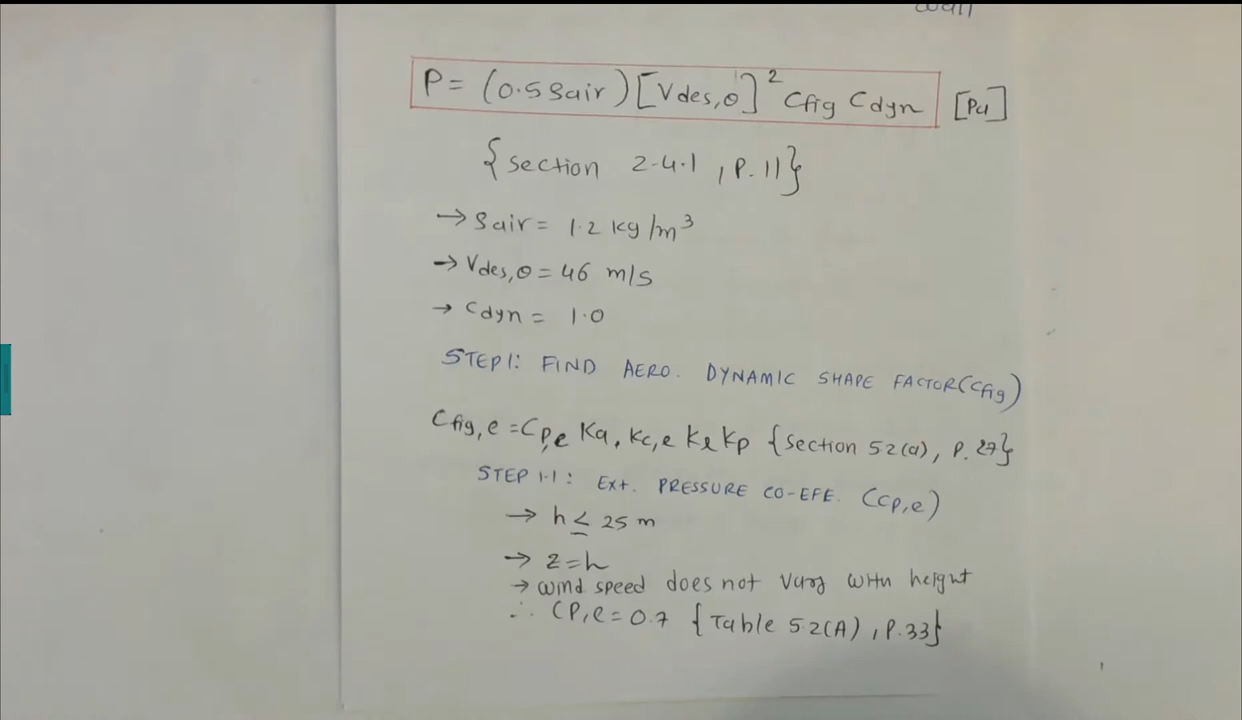 wall
P = (0.5 ρair) [Vdes,θ]² Cfig Cdyn [Pa]
{section 2.4.1, P.11}
→ ρair = 1.2 kg/m³
→ Vdes,θ = 46 m/s
→ Cdyn = 1.0
STEP1: FIND AERO. DYNAMIC SHAPE FACTOR (Cfig)
Cfig,e = Cp,e Ka, Kc,e Kl Kp {section 5.2(a), P. 27}
STEP 1.1: Ext. PRESSURE CO-EFE. (Cp,e)
→ h ≤ 25 m
→ z=h
→ wind speed does not vary with height
∴ CP,e = 0.7 {Table 5.2(A), P.33}